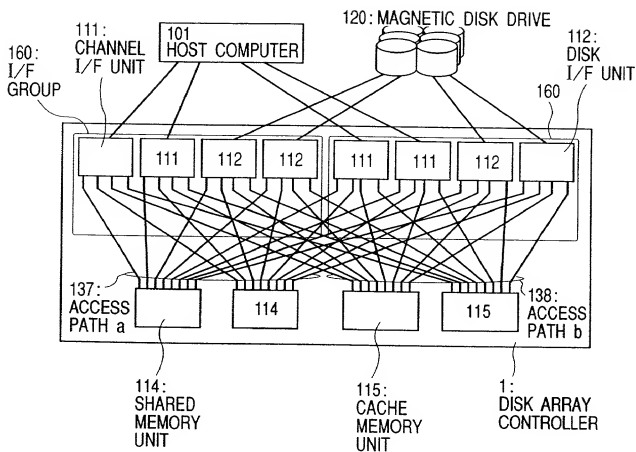 120: MAGNETIC DISK DRIVE
101
HOST COMPUTER
111:
CHANNEL
I/F UNIT
160:
I/F
GROUP
112:
DISK
I/F UNIT
160
111
112
112
111
111
112
137:
ACCESS
PATH a
114
115
138:
ACCESS
PATH b
114:
SHARED
MEMORY
UNIT
115:
CACHE
MEMORY
UNIT
1:
DISK ARRAY
CONTROLLER